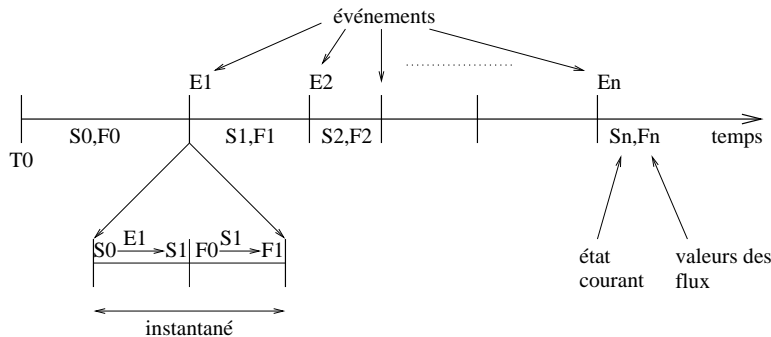 événements
E1
E2
En
S0,F0
S1,F1
S2,F2
Sn,Fn
temps
T0
S0 E1 S1 F0 S1 F1
état
courant
valeurs des
flux
instantané